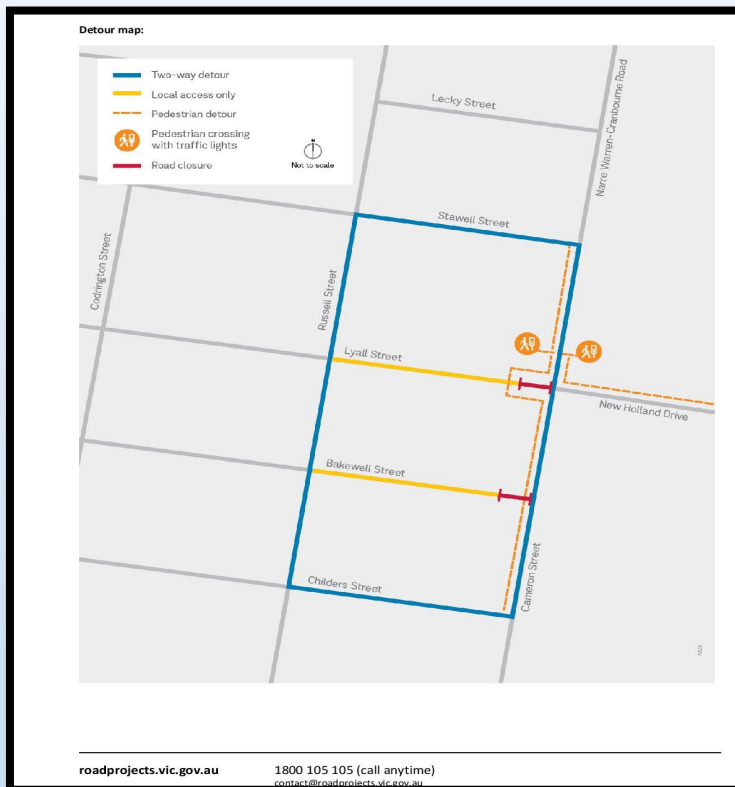 Detour map:
Two-way detour
Local access only
Pedestrian detour
Pedestrian crossing
with traffic lights
Road closure
N
Not to scale
Lecky Street
Narre Warren-Cranbourne Road
Stawell Street
Codrington Street
Russell Street
Lyall Street
New Holland Drive
Bakewell Street
Cameron Street
Childers Street
roadprojects.vic.gov.au
1800 105 105 (call anytime)
contact@roadprojects.vic.gov.au